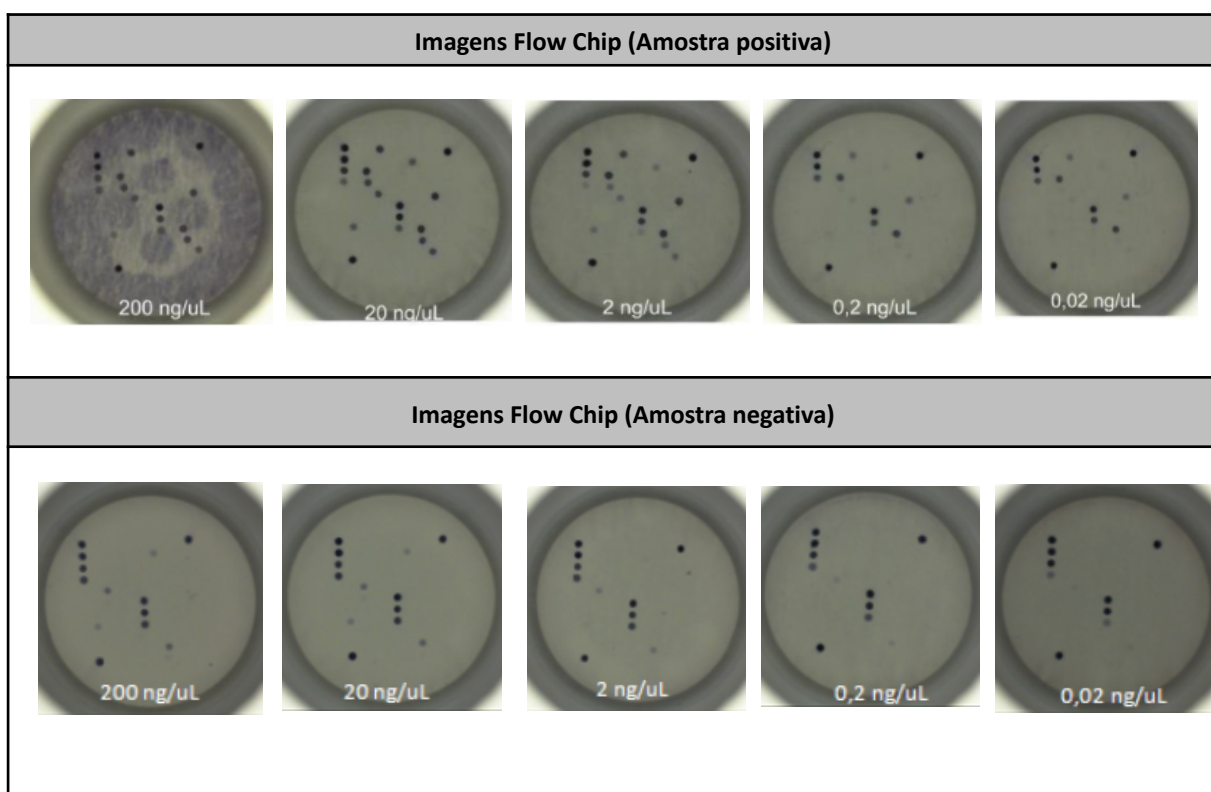 Imagens Flow Chip (Amostra positiva)
200 ng/uL
20 ng/uL
2 ng/uL
0,2 ng/uL
0,02 ng/uL
Imagens Flow Chip (Amostra negativa)
200 ng/uL
20 ng/uL
2 ng/uL
0,2 ng/uL
0,02 ng/uL